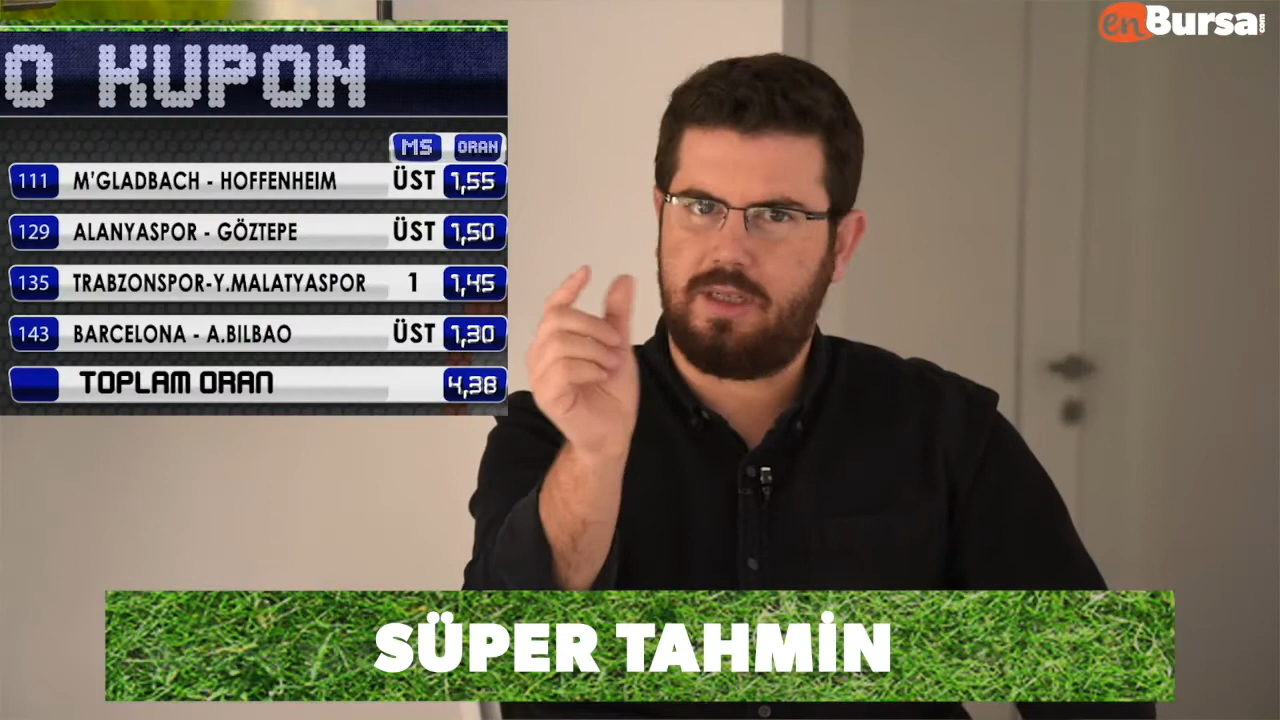 enBursa.com
O KUPON
MS ORAN
111 M'GLADBACH - HOFFENHEIM ÜST 1,55
129 ALANYASPOR - GÖZTEPE ÜST 1,50
135 TRABZONSPOR-Y.MALATYASPOR 1 1,45
143 BARCELONA - A.BILBAO ÜST 1,30
TOPLAM ORAN 4,38
SÜPER TAHMİN